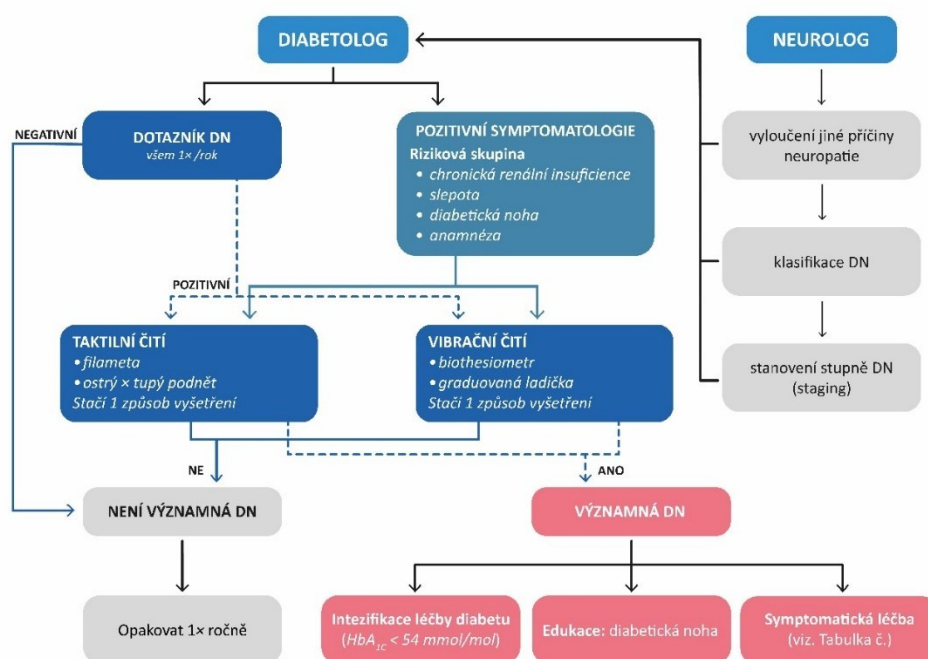 DIABETOLOG
NEUROLOG
NEGATIVNÍ
DOTAZNÍK DN
všem 1× /rok
POZITIVNÍ SYMPTOMATOLOGIE
Riziková skupina
• chronická renální insuficience
• slepota
• diabetická noha
• anamnéza
vyloučení jiné příčiny
neuropatie
klasifikace DN
stanovení stupně DN
(staging)
POZITIVNÍ
TAKTILNÍ ČITÍ
• filameta
• ostrý × tupý podnět
Stačí 1 způsob vyšetření
VIBRAČNÍ ČITÍ
• biothesiometr
• graduovaná ladička
Stačí 1 způsob vyšetření
NE
ANO
NENÍ VÝZNAMNÁ DN
VÝZNAMNÁ DN
Opakovat 1× ročně
Intezifikace léčby diabetu
(HbA1C < 54 mmol/mol)
Edukace: diabetická noha
Symptomatická léčba
(viz. Tabulka č.)